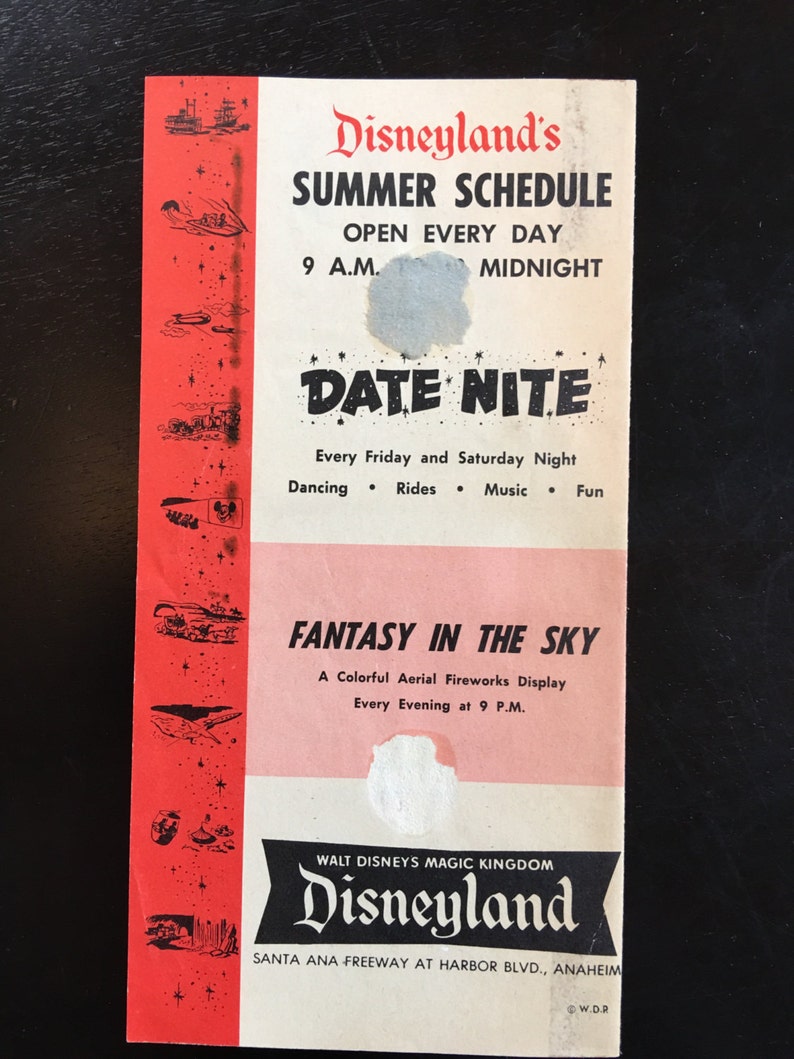 Disneyland's
SUMMER SCHEDULE
OPEN EVERY DAY
9 A.M. MIDNIGHT
DATE NITE
Every Friday and Saturday Night
Dancing • Rides • Music • Fun
FANTASY IN THE SKY
A Colorful Aerial Fireworks Display
Every Evening at 9 P.M.
WALT DISNEY'S MAGIC KINGDOM
Disneyland
SANTA ANA FREEWAY AT HARBOR BLVD., ANAHEIM
© W.D.P.